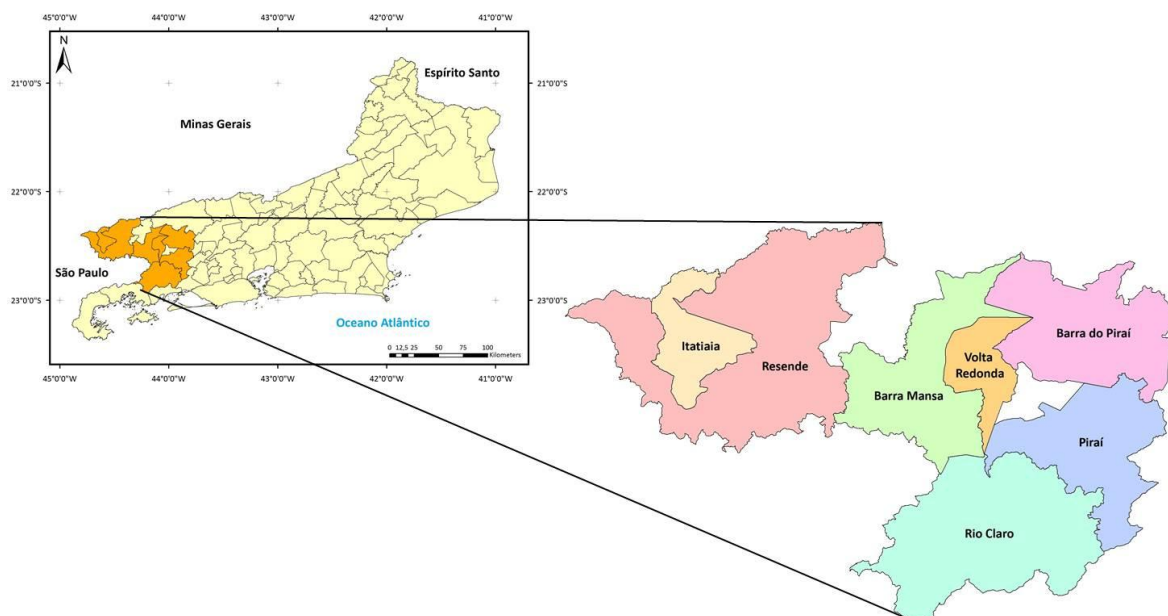 45°0'0"W 44°0'0"W 43°0'0"W 42°0'0"W 41°0'0"W
N
Espírito Santo
21°0'0"S
21°0'0"S
Minas Gerais
22°0'0"S
22°0'0"S
São Paulo
23°0'0"S
23°0'0"S
Oceano Atlântico
0 12,5 25 50 75 100
Kilometers
45°0'0"W 44°0'0"W 43°0'0"W 42°0'0"W 41°0'0"W
Itatiaia
Resende
Barra Mansa
Volta
Redonda
Barra do Piraí
Piraí
Rio Claro